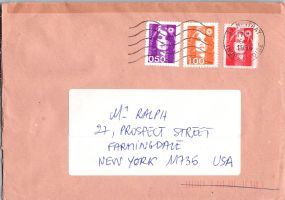 0,50
1,00
Mr RALPH
27, PROSPECT STREET
FARMINGDALE
NEW YORK 11736 USA